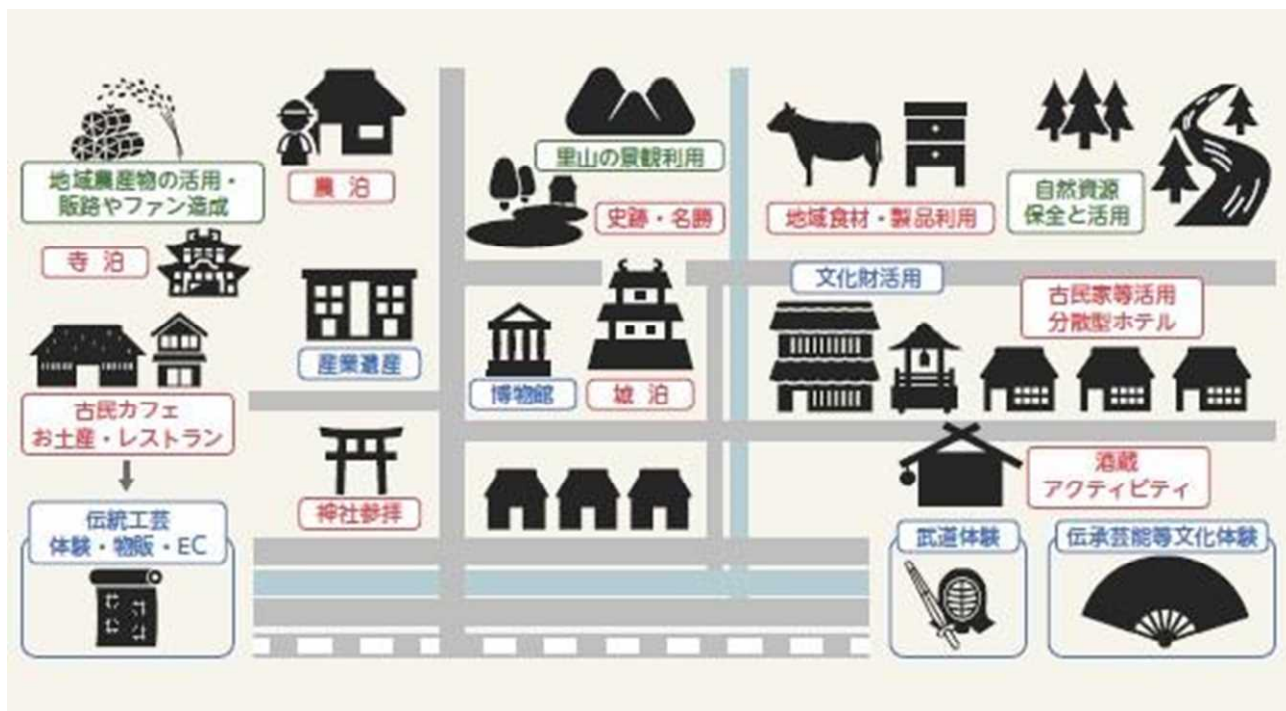 地域農産物の活用・
販路やファン造成
農 泊
里山の景観利用
史跡・名勝
地域食材・製品利用
自然資源
保全と活用
寺 泊
産業遺産
文化財活用
古民家等活用
分散型ホテル
博物館
城 泊
古民カフェ
お土産・レストラン
神社参拝
酒蔵
アクティビティ
伝統工芸
体験・物販・EC
武道体験
伝承芸能等文化体験